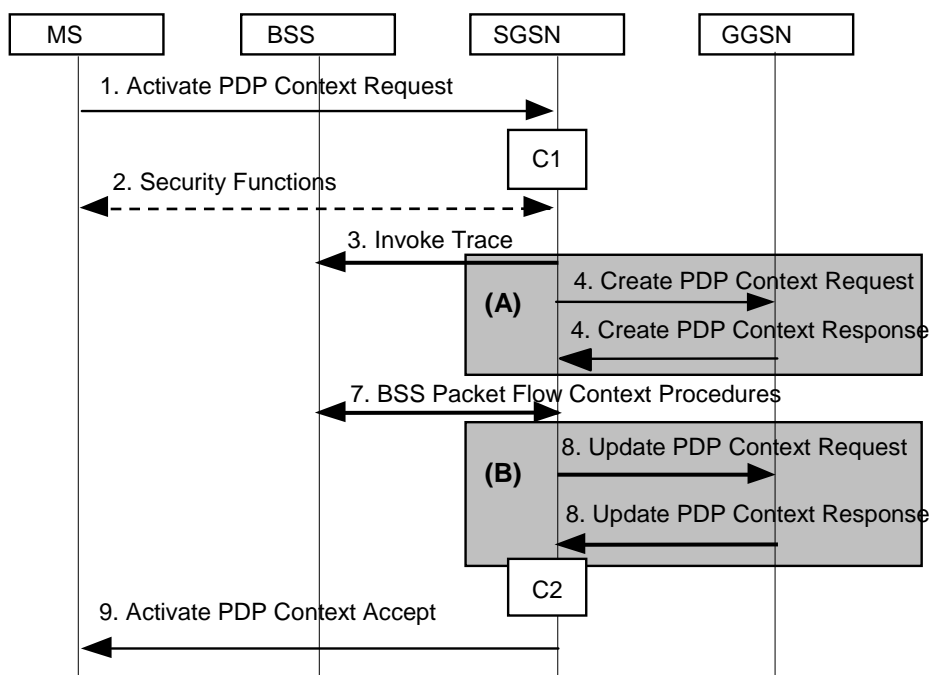 MS
BSS
SGSN
GGSN
1. Activate PDP Context Request
C1
2. Security Functions
3. Invoke Trace
(A)
4. Create PDP Context Request
4. Create PDP Context Response
7. BSS Packet Flow Context Procedures
(B)
8. Update PDP Context Request
8. Update PDP Context Response
C2
9. Activate PDP Context Accept